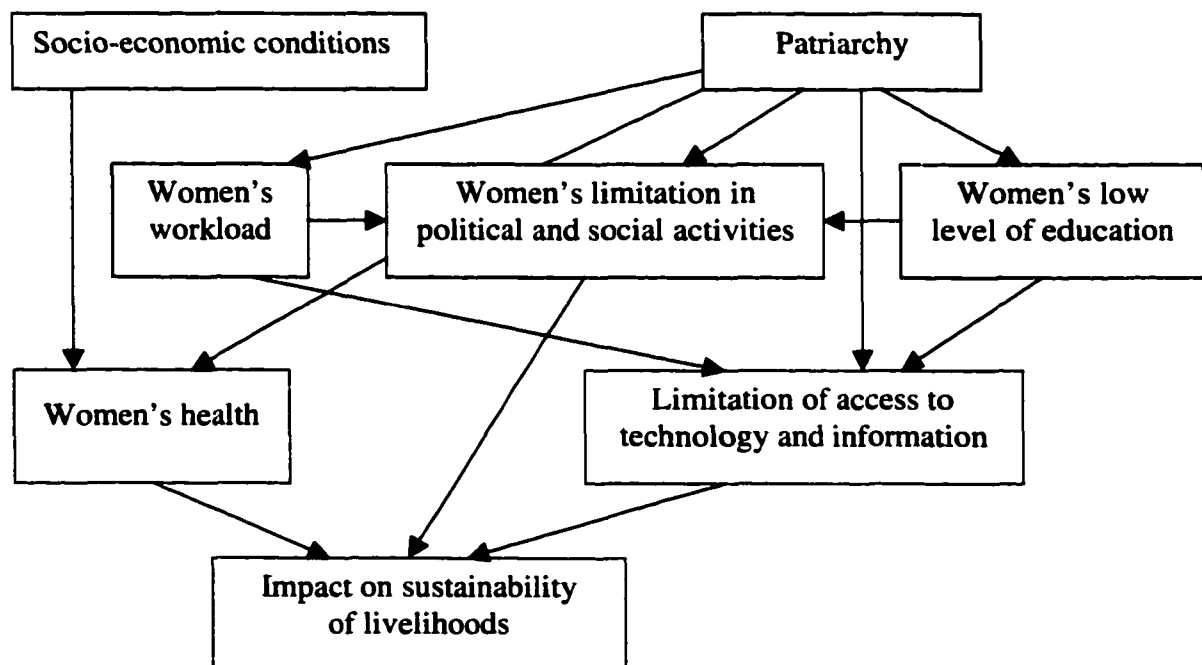 Socio-economic conditions
Patriarchy
Women's
workload
Women's limitation in
political and social activities
Women's low
level of education
Women's health
Limitation of access to
technology and information
Impact on sustainability
of livelihoods